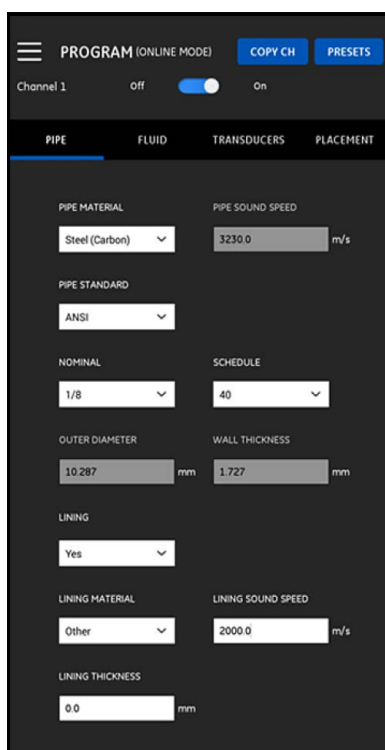 PROGRAM (ONLINE MODE) COPY CH PRESETS
Channel 1 Off On
PIPE FLUID TRANSDUCERS PLACEMENT
PIPE MATERIAL PIPE SOUND SPEED
Steel (Carbon) 3230.0 m/s
PIPE STANDARD
ANSI
NOMINAL SCHEDULE
1/8 40
OUTER DIAMETER WALL THICKNESS
10.287 mm 1.727 mm
LINING
Yes
LINING MATERIAL LINING SOUND SPEED
Other 2000.0 m/s
LINING THICKNESS
0.0 mm